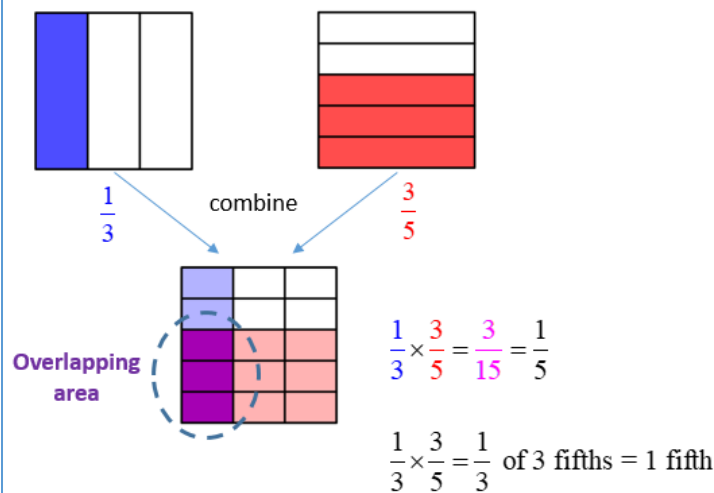 1/3
combine
3/5
Overlapping
area
1/3 × 3/5 = 3/15 = 1/5
1/3 × 3/5 = 1/3 of 3 fifths = 1 fifth